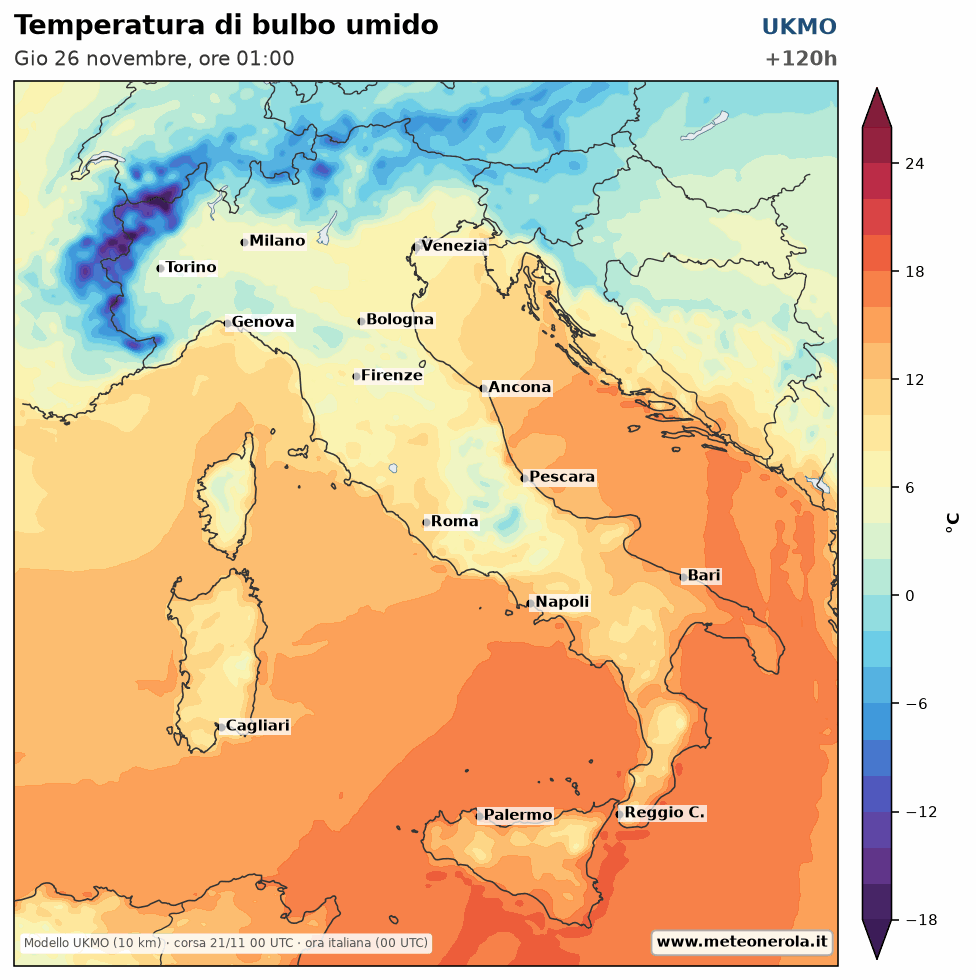 Temperatura di bulbo umido
UKMO
Gio 26 novembre, ore 01:00
+120h
24
18
12
6
0
−6
−12
−18
°C
Milano
Venezia
Torino
Genova
Bologna
Firenze
Ancona
Pescara
Roma
Bari
Napoli
Cagliari
Palermo
Reggio C.
Modello UKMO (10 km) · corsa 21/11 00 UTC · ora italiana (00 UTC)
www.meteonerola.it